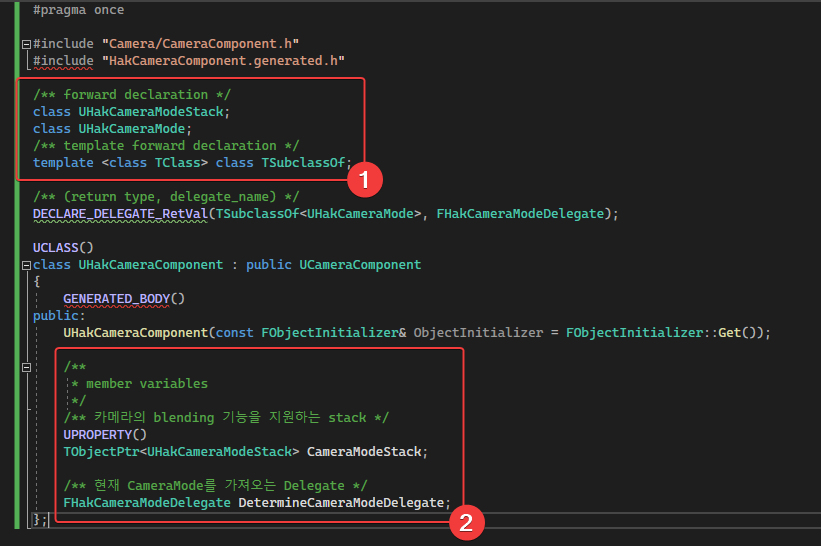 #pragma once
#include "Camera/CameraComponent.h"
#include "HakCameraComponent.generated.h"
/** forward declaration */
class UHakCameraModeStack;
class UHakCameraMode;
/** template forward declaration */
template <class TClass> class TSubclassOf;
1
/** (return type, delegate_name) */
DECLARE_DELEGATE_RetVal(TSubclassOf<UHakCameraMode>, FHakCameraModeDelegate);
UCLASS()
class UHakCameraComponent : public UCameraComponent
{
GENERATED_BODY()
public:
UHakCameraComponent(const FObjectInitializer& ObjectInitializer = FObjectInitializer::Get());
/**
* member variables
*/
/** 카메라의 blending 기능을 지원하는 stack */
UPROPERTY()
TObjectPtr<UHakCameraModeStack> CameraModeStack;
/** 현재 CameraMode를 가져오는 Delegate */
FHakCameraModeDelegate DetermineCameraModeDelegate;
2
};